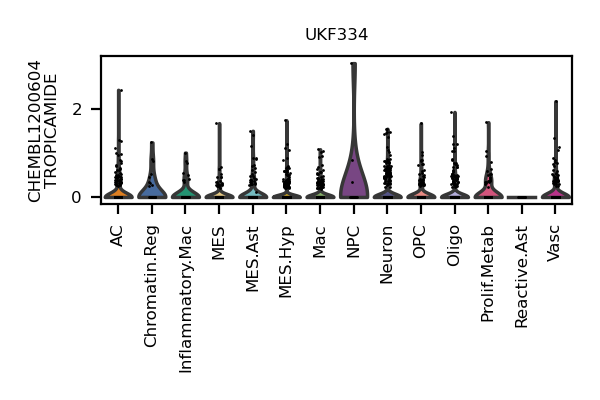 UKF334
CHEMBL1200604
TROPICAMIDE
2
0
AC
Chromatin.Reg
Inflammatory.Mac
MES
MES.Ast
MES.Hyp
Mac
NPC
Neuron
OPC
Oligo
Prolif.Metab
Reactive.Ast
Vasc